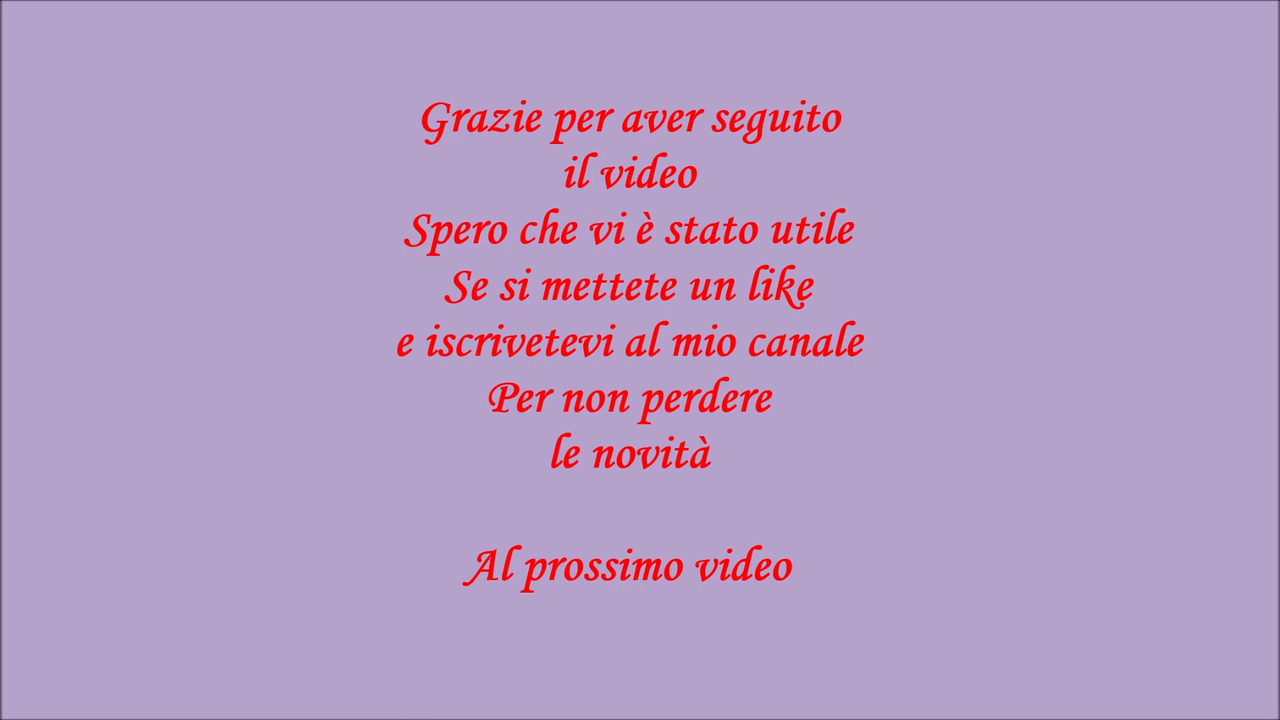 Grazie per aver seguito
il video
Spero che vi è stato utile
Se si mettete un like
e iscrivetevi al mio canale
Per non perdere
le novità
Al prossimo video